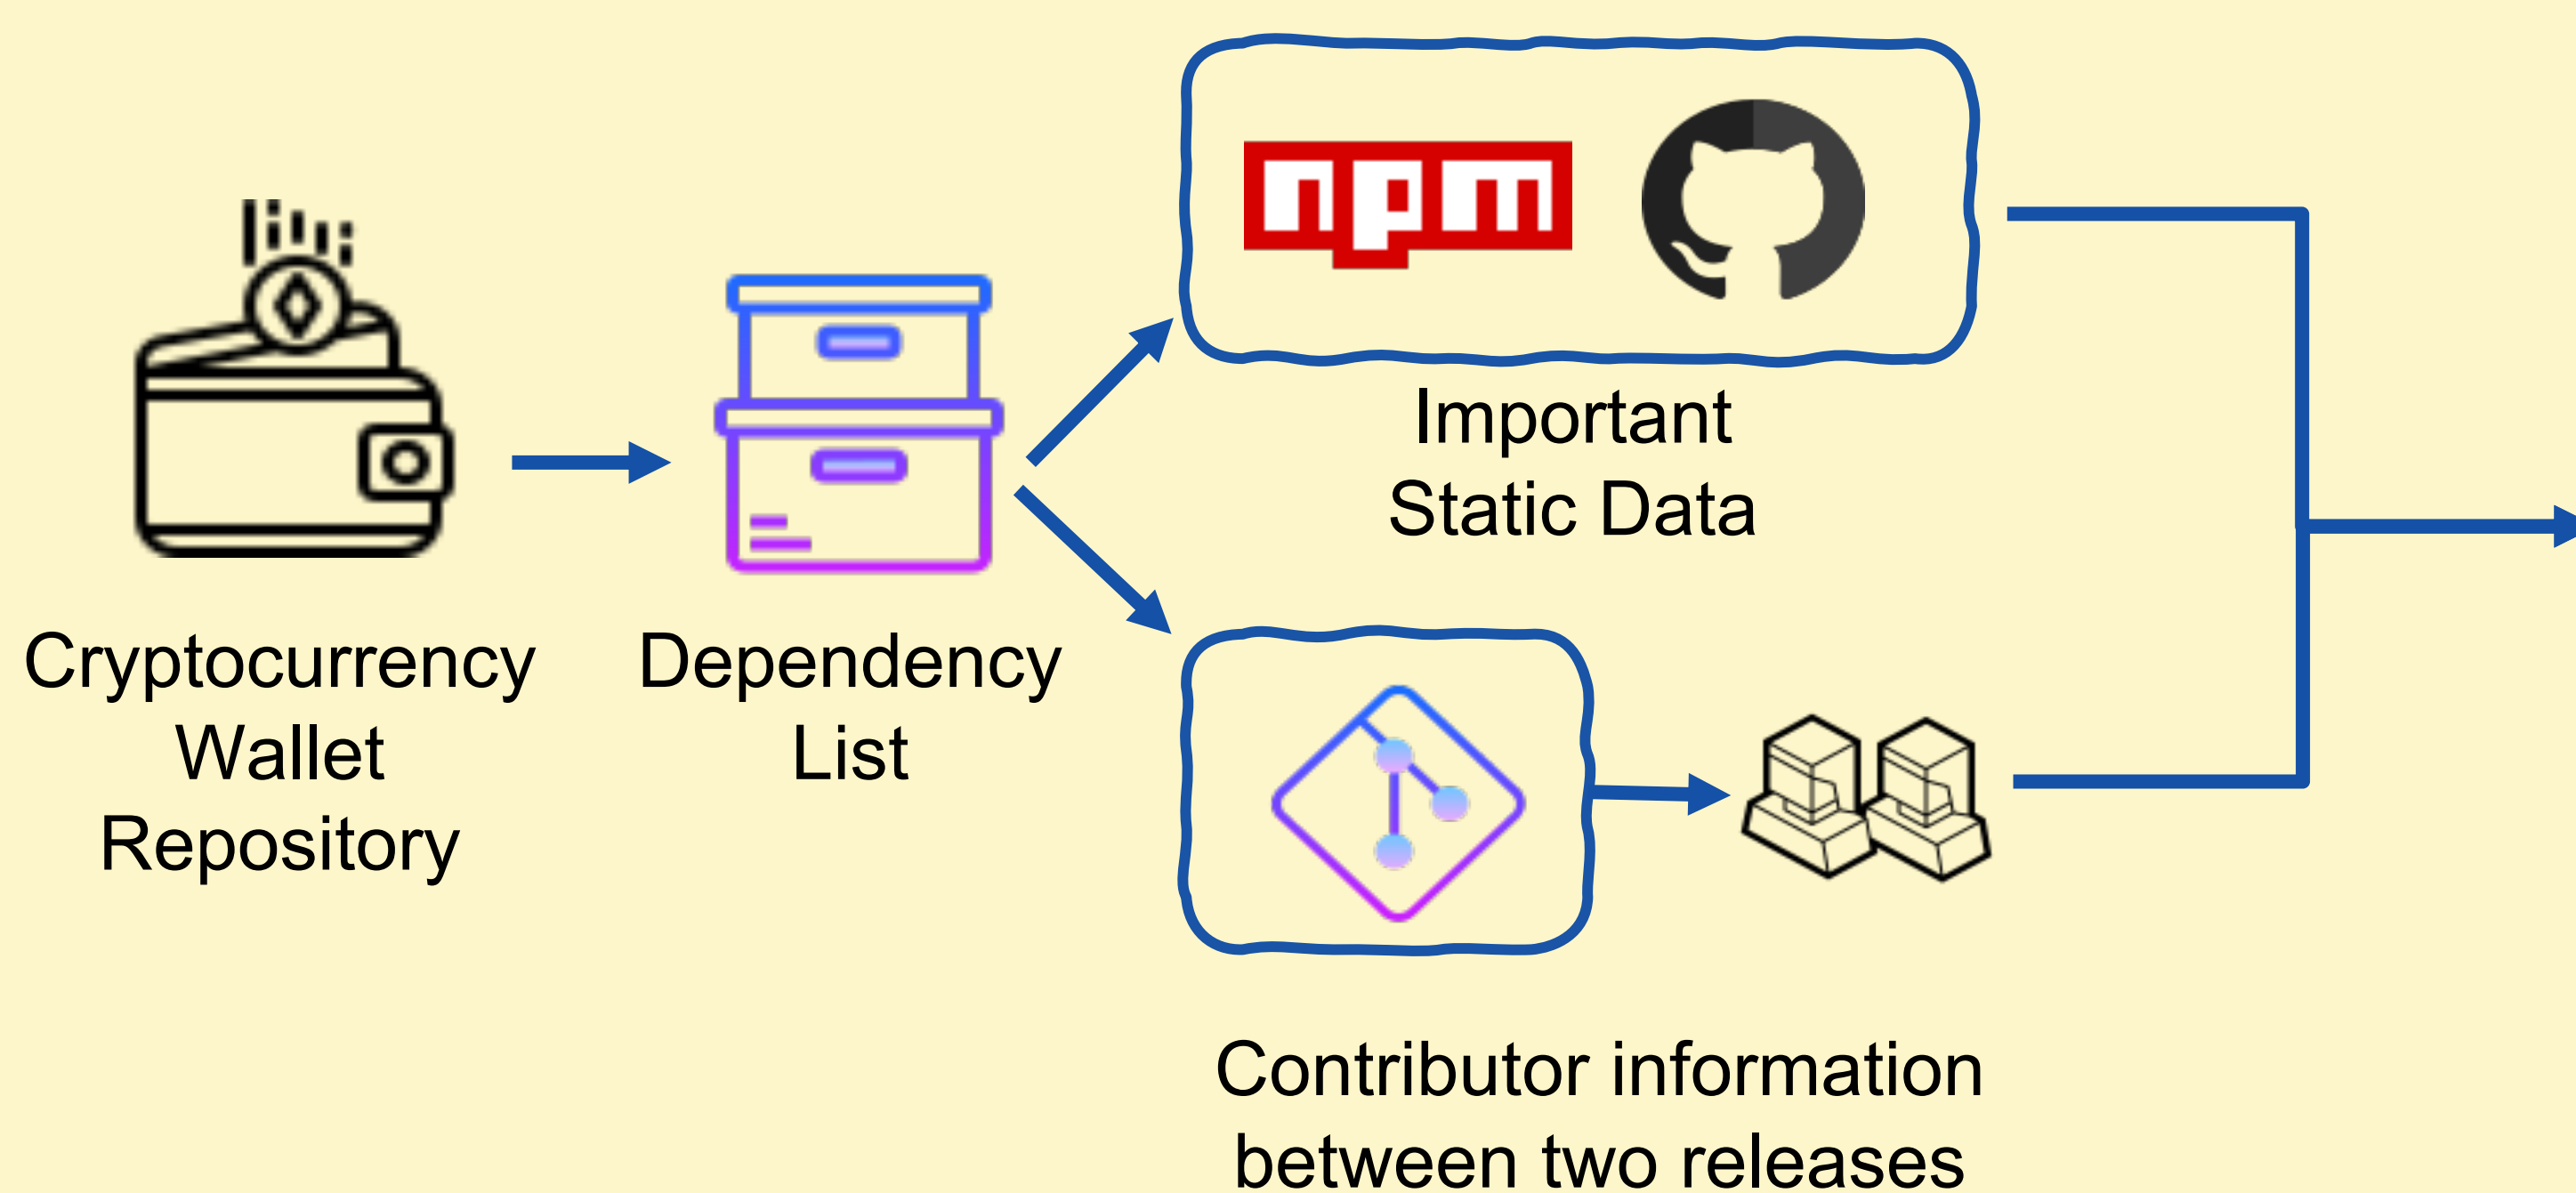 npm
Cryptocurrency
Wallet
Repository
Dependency
List
Important
Static Data
Contributor information
between two releases